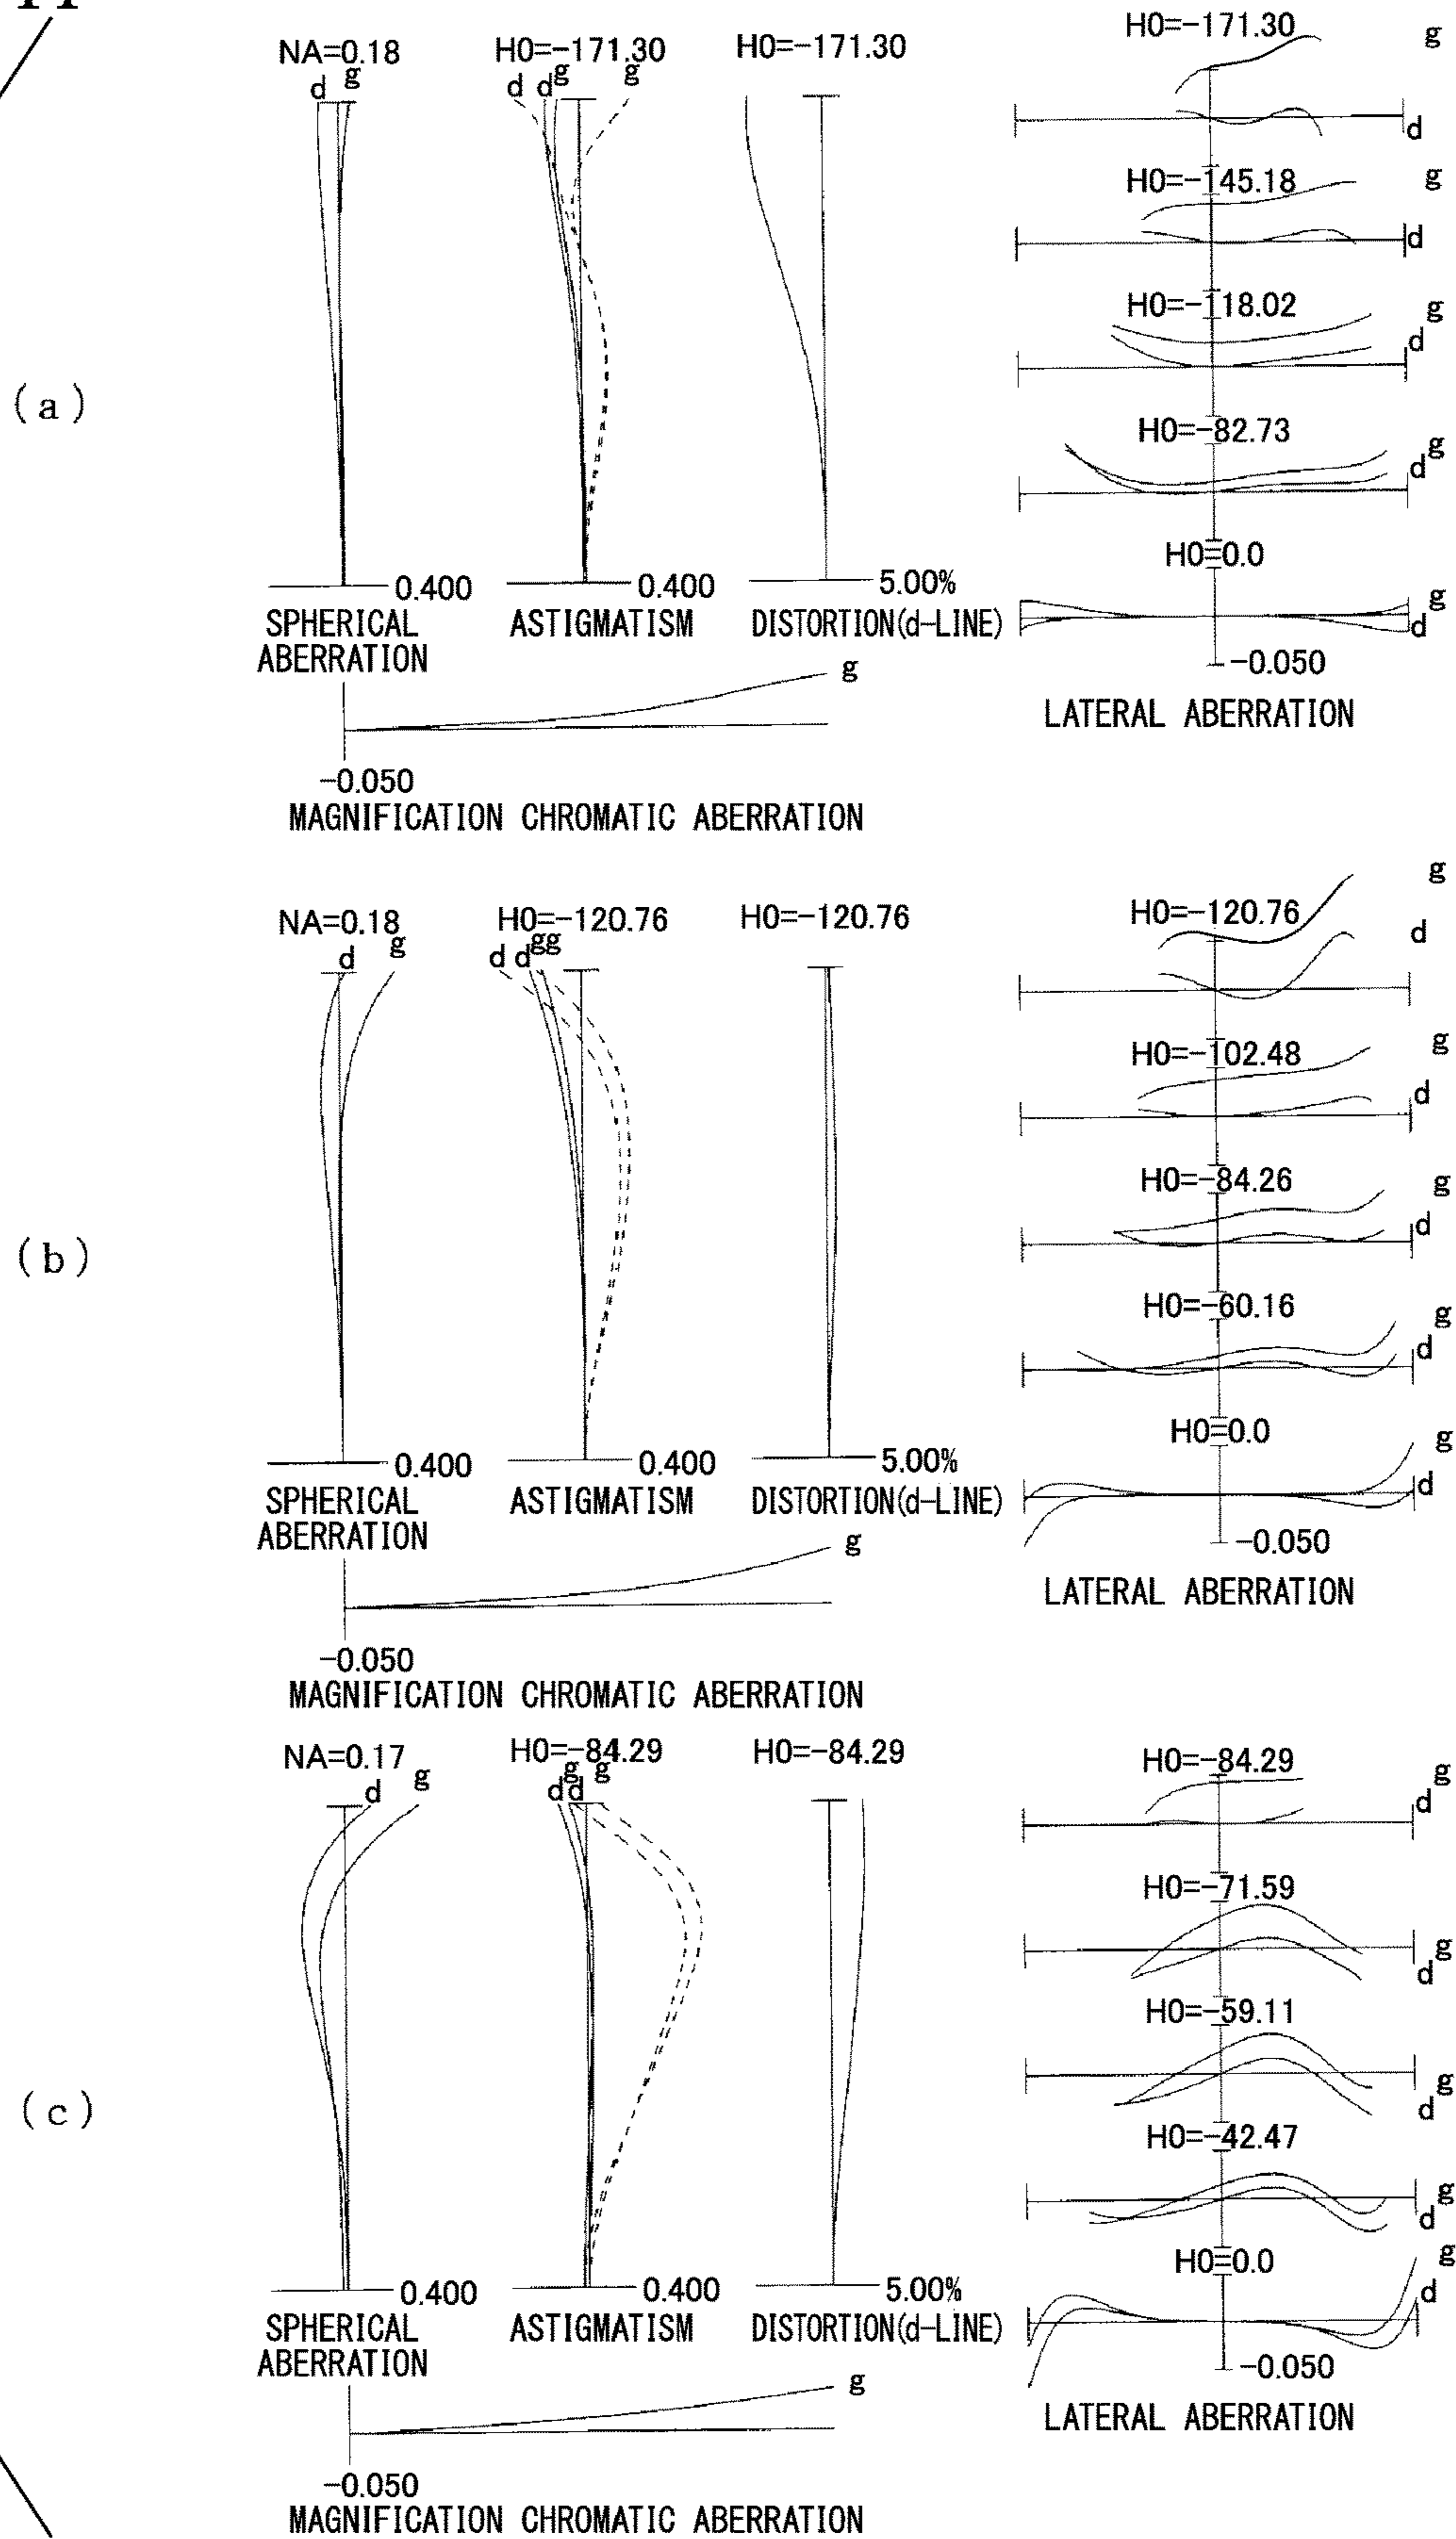 (a)
NA=0.18
d g
H0=-171.30
d d g g
H0=-171.30
0.400
SPHERICAL
ABERRATION
0.400
ASTIGMATISM
5.00%
DISTORTION(d-LINE)
g
-0.050
MAGNIFICATION CHROMATIC ABERRATION
H0=-171.30
g
d
H0=-145.18
g
d
H0=-118.02
g
d
H0=-82.73
g
d
H0=0.0
g
d
-0.050
LATERAL ABERRATION
(b)
NA=0.18
d g
H0=-120.76
d d g g
H0=-120.76
0.400
SPHERICAL
ABERRATION
0.400
ASTIGMATISM
5.00%
DISTORTION(d-LINE)
g
-0.050
MAGNIFICATION CHROMATIC ABERRATION
H0=-120.76
g
d
H0=-102.48
g
d
H0=-84.26
g
d
H0=-60.16
g
d
H0=0.0
g
d
-0.050
LATERAL ABERRATION
(c)
NA=0.17
d g
H0=-84.29
g g
d d
H0=-84.29
0.400
SPHERICAL
ABERRATION
0.400
ASTIGMATISM
5.00%
DISTORTION(d-LINE)
g
-0.050
MAGNIFICATION CHROMATIC ABERRATION
H0=-84.29
g
d
H0=-71.59
g
d
H0=-59.11
g
d
H0=-42.47
g
d
H0=0.0
g
d
-0.050
LATERAL ABERRATION